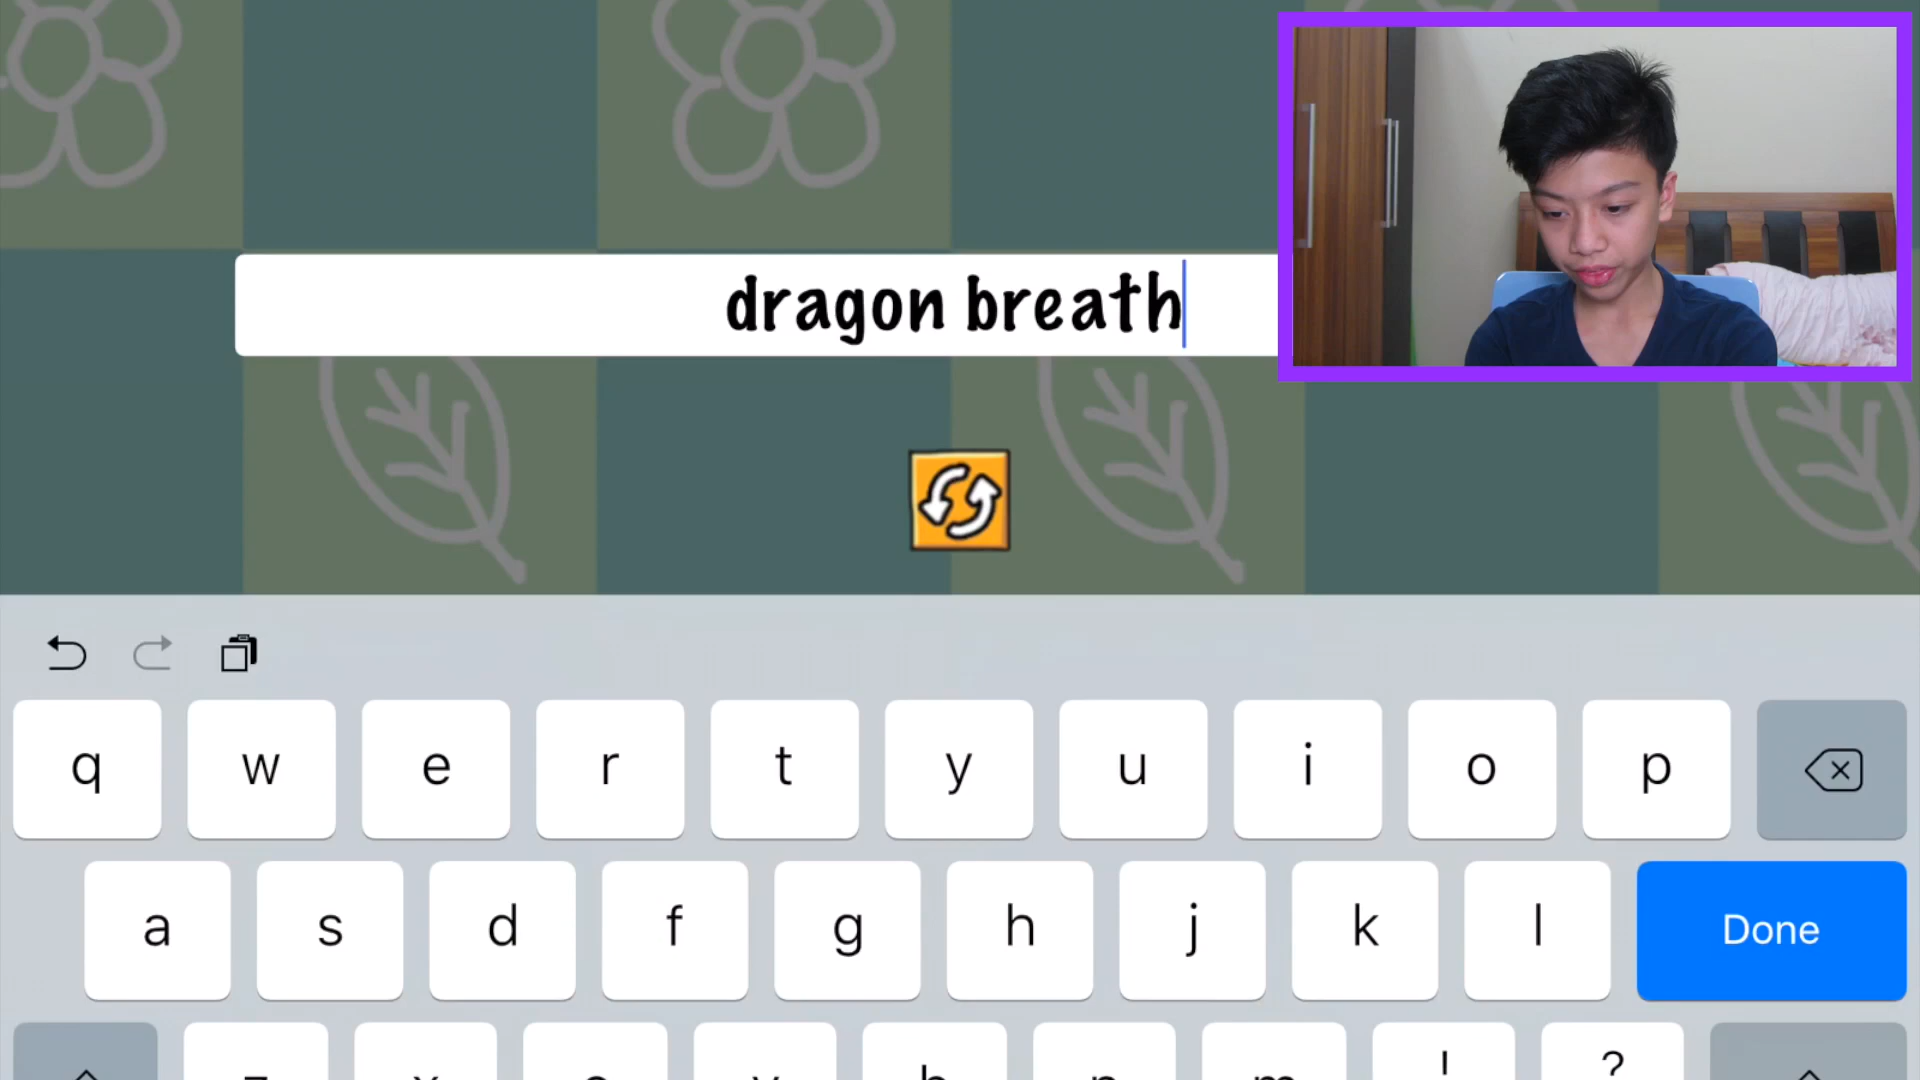 dragon breath
q w e r t y u i o p
a s d f g h j k l Done
z x c v b n m ! ?